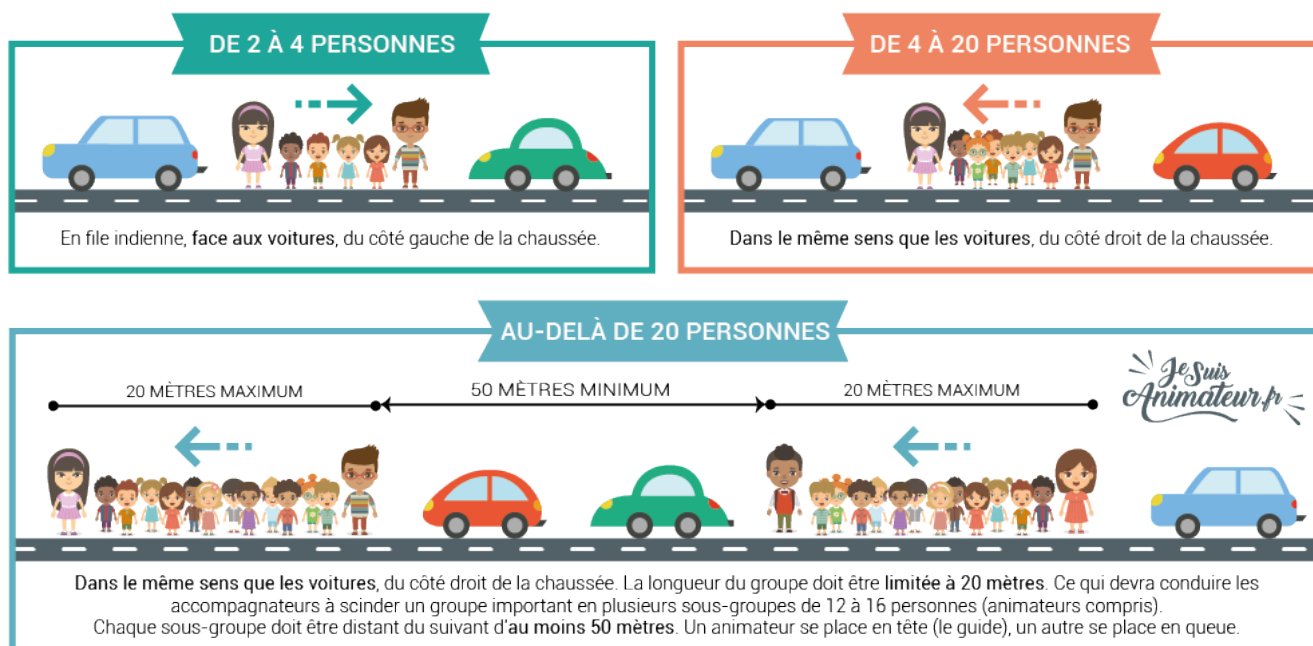 DE 2 À 4 PERSONNES
En file indienne, face aux voitures, du côté gauche de la chaussée.
DE 4 À 20 PERSONNES
Dans le même sens que les voitures, du côté droit de la chaussée.
AU-DELÀ DE 20 PERSONNES
20 MÈTRES MAXIMUM
50 MÈTRES MINIMUM
20 MÈTRES MAXIMUM
Je Suis
Animateur.fr
Dans le même sens que les voitures, du côté droit de la chaussée. La longueur du groupe doit être limitée à 20 mètres. Ce qui devra conduire les
accompagnateurs à scinder un groupe important en plusieurs sous-groupes de 12 à 16 personnes (animateurs compris).
Chaque sous-groupe doit être distant du suivant d'au moins 50 mètres. Un animateur se place en tête (le guide), un autre se place en queue.